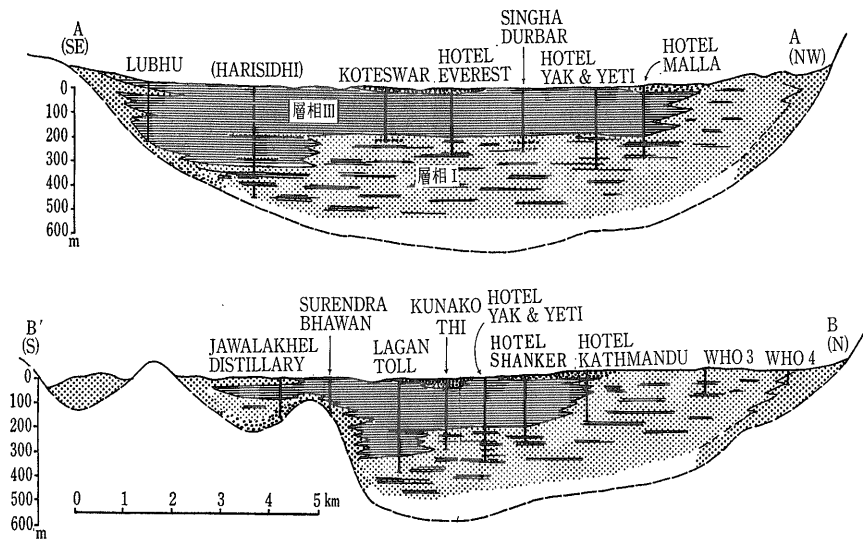 A
(SE)
LUBHU
(HARISIDHI)
KOTESWAR
HOTEL
EVEREST
SINGHA
DURBAR
HOTEL
YAK & YETI
HOTEL
MALLA
A
(NW)
0
100
200
300
400
500
600
m
層相III
層相I
B'
(S)
JAWALAKHEL
DISTILLARY
SURENDRA
BHAWAN
LAGAN
TOLL
KUNAKO
THI
HOTEL
YAK & YETI
HOTEL
SHANKER
HOTEL
KATHMANDU
WHO 3
WHO 4
B
(N)
0
100
200
300
400
500
600
m
0 1 2 3 4 5 km